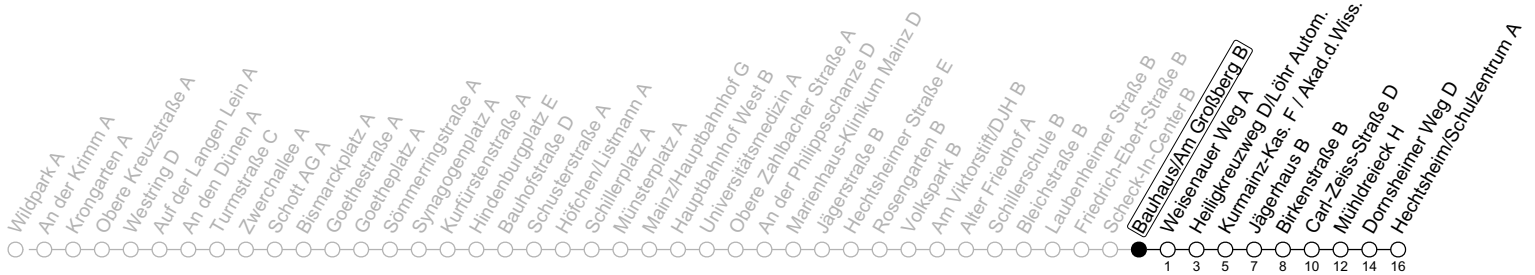 Wildpark A
An der Krimm A
Krongarten A
Obere Kreuzstraße A
Westring D
Auf der Langen Lein A
An den Dünen A
Turmstraße C
Zwerchallee A
Schott AG A
Bismarckplatz A
Goethestraße A
Goetheplatz A
Sömmerringstraße A
Synagogenplatz A
Kurfürstenstraße A
Hindenburgplatz E
Bauhofstraße D
Schusterstraße A
Höfchen/Listmann A
Schillerplatz A
Münsterplatz A
Mainz/Hauptbahnhof G
Hauptbahnhof West B
Universitätsmedizin A
Obere Zahlbacher Straße A
An der Philippsschanze D
Marienhaus-Klinikum Mainz D
Jägerstraße B
Hechtsheimer Straße E
Rosengarten B
Volkspark B
Am Viktorstift/DJH B
Alter Friedhof A
Schillerschule B
Bleichstraße B
Laubenheimer Straße B
Friedrich-Ebert-Straße B
Scheck-In-Center B
Bauhaus/Am Großberg B
Weisenauer Weg A
Heiligkreuzweg D/Löhr Autom.
Kurmainz-Kas. F / Akad.d.Wiss.
Jägerhaus B
Birkenstraße B
Carl-Zeiss-Straße D
Mühldreieck H
Dornsheimer Weg D
Hechtsheim/Schulzentrum A
1 3 5 7 8 10 12 14 16